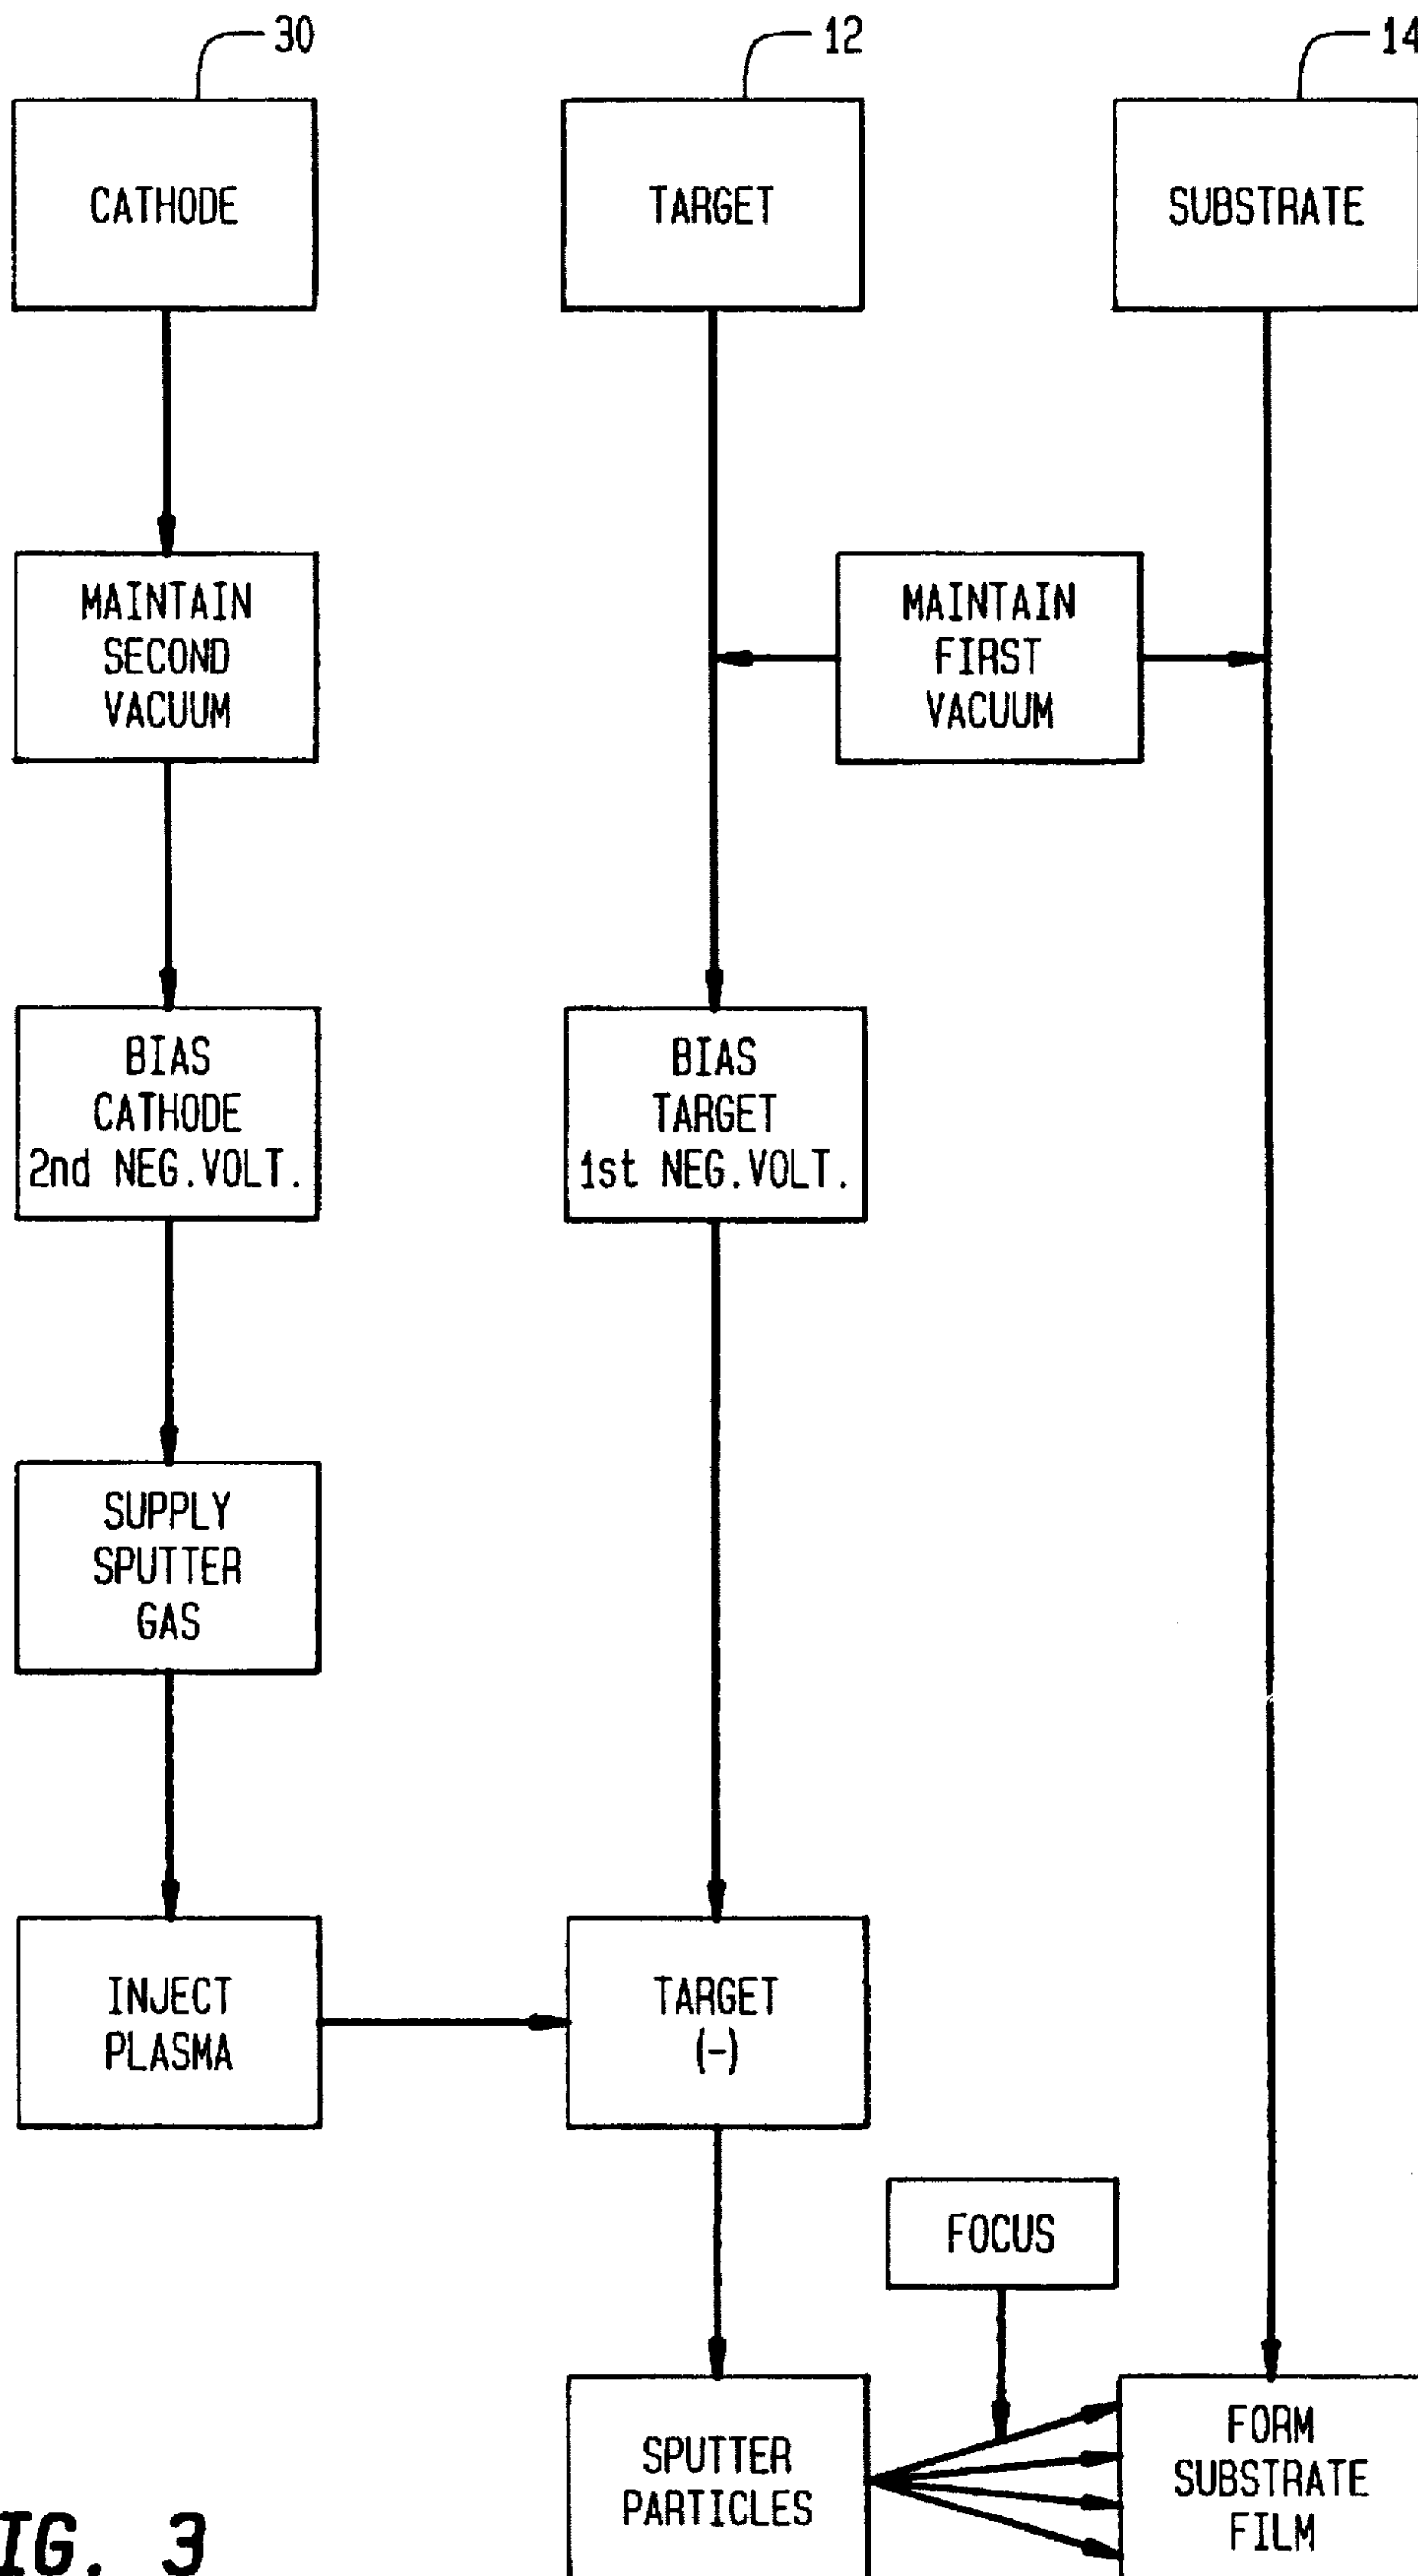 30
12
14
CATHODE
TARGET
SUBSTRATE
MAINTAIN
SECOND
VACUUM
MAINTAIN
FIRST
VACUUM
BIAS
CATHODE
2nd NEG.VOLT.
BIAS
TARGET
1st NEG.VOLT.
SUPPLY
SPUTTER
GAS
INJECT
PLASMA
TARGET
(-)
FOCUS
SPUTTER
PARTICLES
FORM
SUBSTRATE
FILM
IG. 3